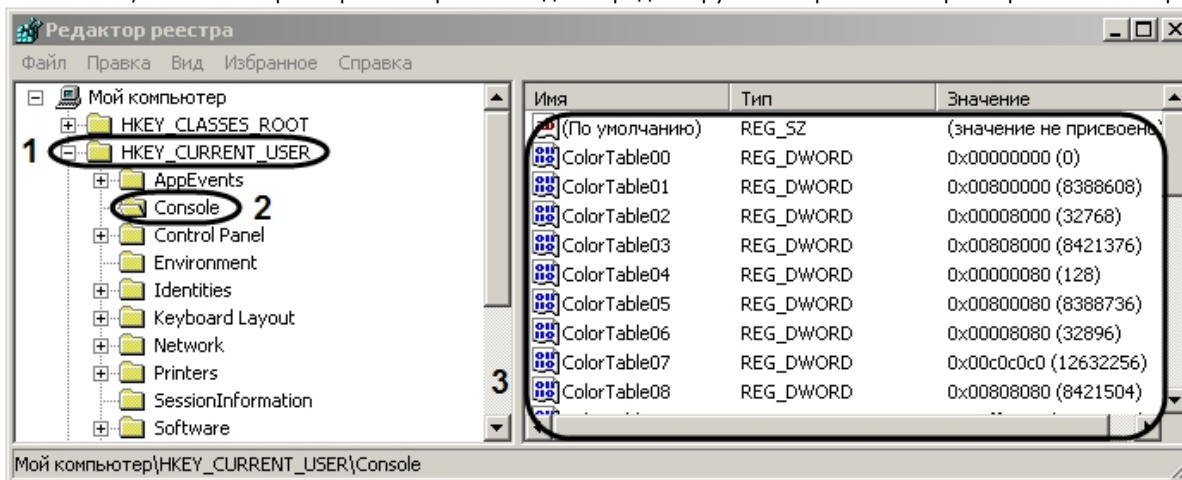 Редактор реестра
Файл Правка Вид Избранное Справка
Мой компьютер
HKEY_CLASSES_ROOT
1 HKEY_CURRENT_USER
AppEvents
Console 2
Control Panel
Environment
Identities
Keyboard Layout
Network
Printers
SessionInformation
Software
3
Имя Тип Значение
(По умолчанию) REG_SZ (значение не присвоено)
ColorTable00 REG_DWORD 0x00000000 (0)
ColorTable01 REG_DWORD 0x00800000 (8388608)
ColorTable02 REG_DWORD 0x00008000 (32768)
ColorTable03 REG_DWORD 0x00808000 (8421376)
ColorTable04 REG_DWORD 0x00000080 (128)
ColorTable05 REG_DWORD 0x00800080 (8388736)
ColorTable06 REG_DWORD 0x00008080 (32896)
ColorTable07 REG_DWORD 0x00c0c0c0 (12632256)
ColorTable08 REG_DWORD 0x00808080 (8421504)
Мой компьютер\HKEY_CURRENT_USER\Console